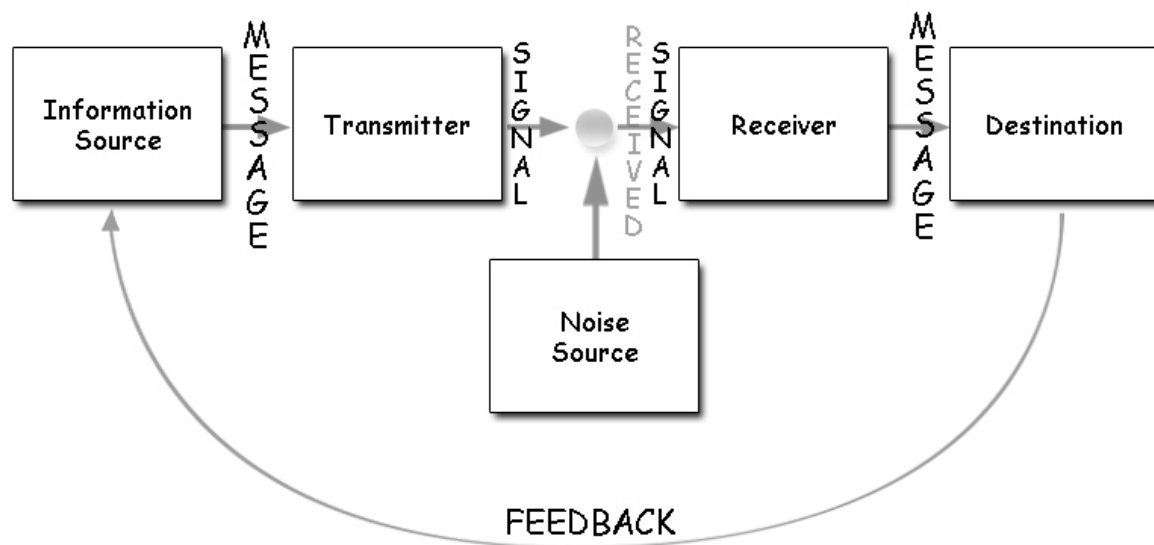 Information
Source
MESSAGE
Transmitter
SIGNAL
RECEIVED
SIGNAL
Receiver
MESSAGE
Destination
Noise
Source
FEEDBACK